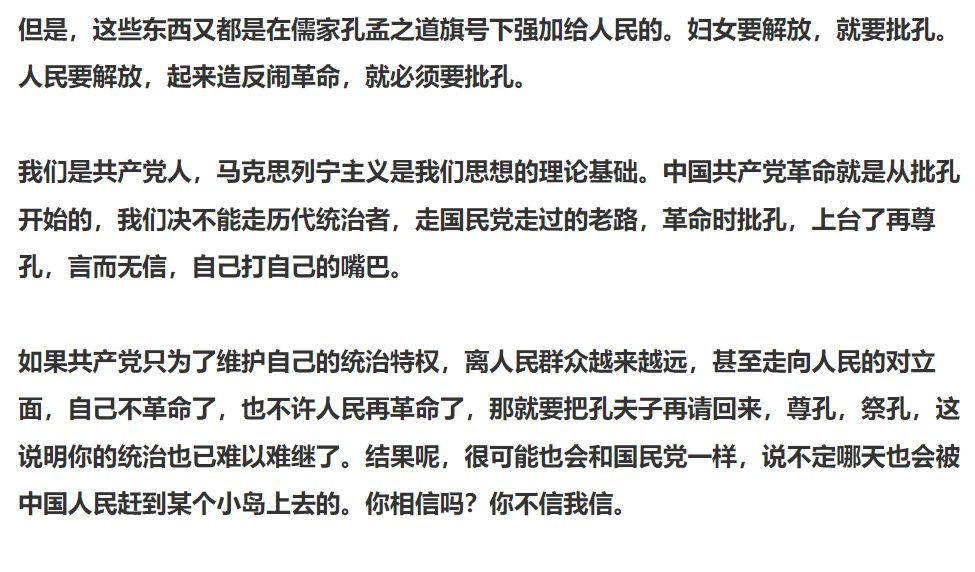 但是，这些东西又都是在儒家孔孟之道旗号下强加给人民的。妇女要解放，就要批孔。
人民要解放，起来造反闹革命，就必须要批孔。
我们是共产党人，马克思列宁主义是我们思想的理论基础。中国共产党革命就是从批孔
开始的，我们决不能走历代统治者，走国民党走过的老路，革命时批孔，上台了再尊
孔，言而无信，自己打自己的嘴巴。
如果共产党只为了维护自己的统治特权，离人民群众越来越远，甚至走向人民的对立
面，自己不革命了，也不许人民再革命了，那就要把孔夫子再请回来，尊孔，祭孔，这
说明你的统治也已难以难继了。结果呢，很可能也会和国民党一样，说不定哪天也会被
中国人民赶到某个小岛上去的。你相信吗？你不信我信。